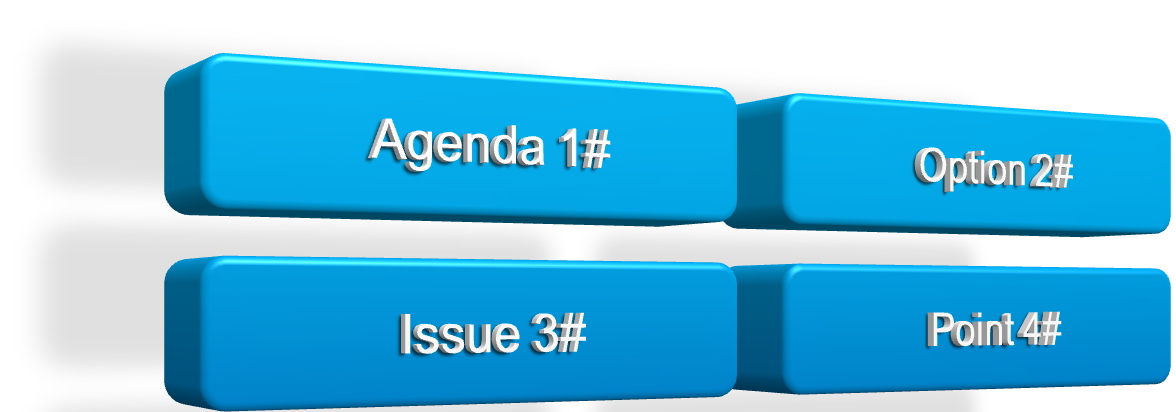 Agenda 1#
Option 2#
Issue 3#
Point 4#